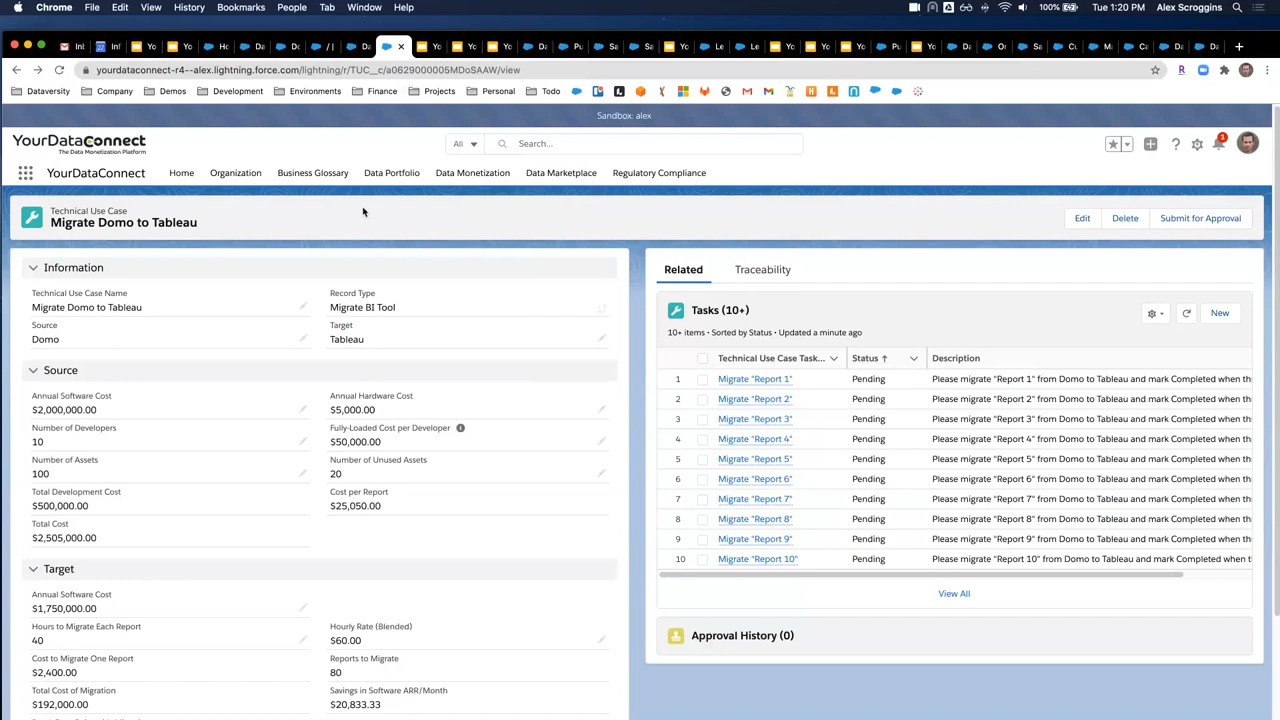 Chrome File Edit View History Bookmarks People Tab Window Help 100% Tue 1:20 PM Alex Scroggins
yourdataconnect-r4--alex.lightning.force.com/lightning/r/TUC__c/a0629000005MDoSAAW/view
Dataversity Company Demos Development Environments Finance Projects Personal Todo
Sandbox: alex
YourDataConnect
The Data Monetization Platform
All Search...
1
YourDataConnect Home Organization Business Glossary Data Portfolio Data Monetization Data Marketplace Regulatory Compliance
Technical Use Case
Migrate Domo to Tableau
Edit Delete Submit for Approval
Information
Technical Use Case Name Record Type
Migrate Domo to Tableau Migrate BI Tool
Source Target
Domo Tableau
Source
Annual Software Cost Annual Hardware Cost
$2,000,000.00 $5,000.00
Number of Developers Fully-Loaded Cost per Developer
10 $50,000.00
Number of Assets Number of Unused Assets
100 20
Total Development Cost Cost per Report
$500,000.00 $25,050.00
Total Cost
$2,505,000.00
Target
Annual Software Cost
$1,750,000.00
Hours to Migrate Each Report Hourly Rate (Blended)
40 $60.00
Cost to Migrate One Report Reports to Migrate
$2,400.00 80
Total Cost of Migration Savings in Software ARR/Month
$192,000.00 $20,833.33
Related Traceability
Tasks (10+)
New
10+ items • Sorted by Status • Updated a minute ago
Technical Use Case Task... Status Description
1 Migrate "Report 1" Pending Please migrate "Report 1" from Domo to Tableau and mark Completed when th
2 Migrate "Report 2" Pending Please migrate "Report 2" from Domo to Tableau and mark Completed when th
3 Migrate "Report 3" Pending Please migrate "Report 3" from Domo to Tableau and mark Completed when th
4 Migrate "Report 4" Pending Please migrate "Report 4" from Domo to Tableau and mark Completed when th
5 Migrate "Report 5" Pending Please migrate "Report 5" from Domo to Tableau and mark Completed when th
6 Migrate "Report 6" Pending Please migrate "Report 6" from Domo to Tableau and mark Completed when th
7 Migrate "Report 7" Pending Please migrate "Report 7" from Domo to Tableau and mark Completed when th
8 Migrate "Report 8" Pending Please migrate "Report 8" from Domo to Tableau and mark Completed when th
9 Migrate "Report 9" Pending Please migrate "Report 9" from Domo to Tableau and mark Completed when th
10 Migrate "Report 10" Pending Please migrate "Report 10" from Domo to Tableau and mark Completed when
View All
Approval History (0)